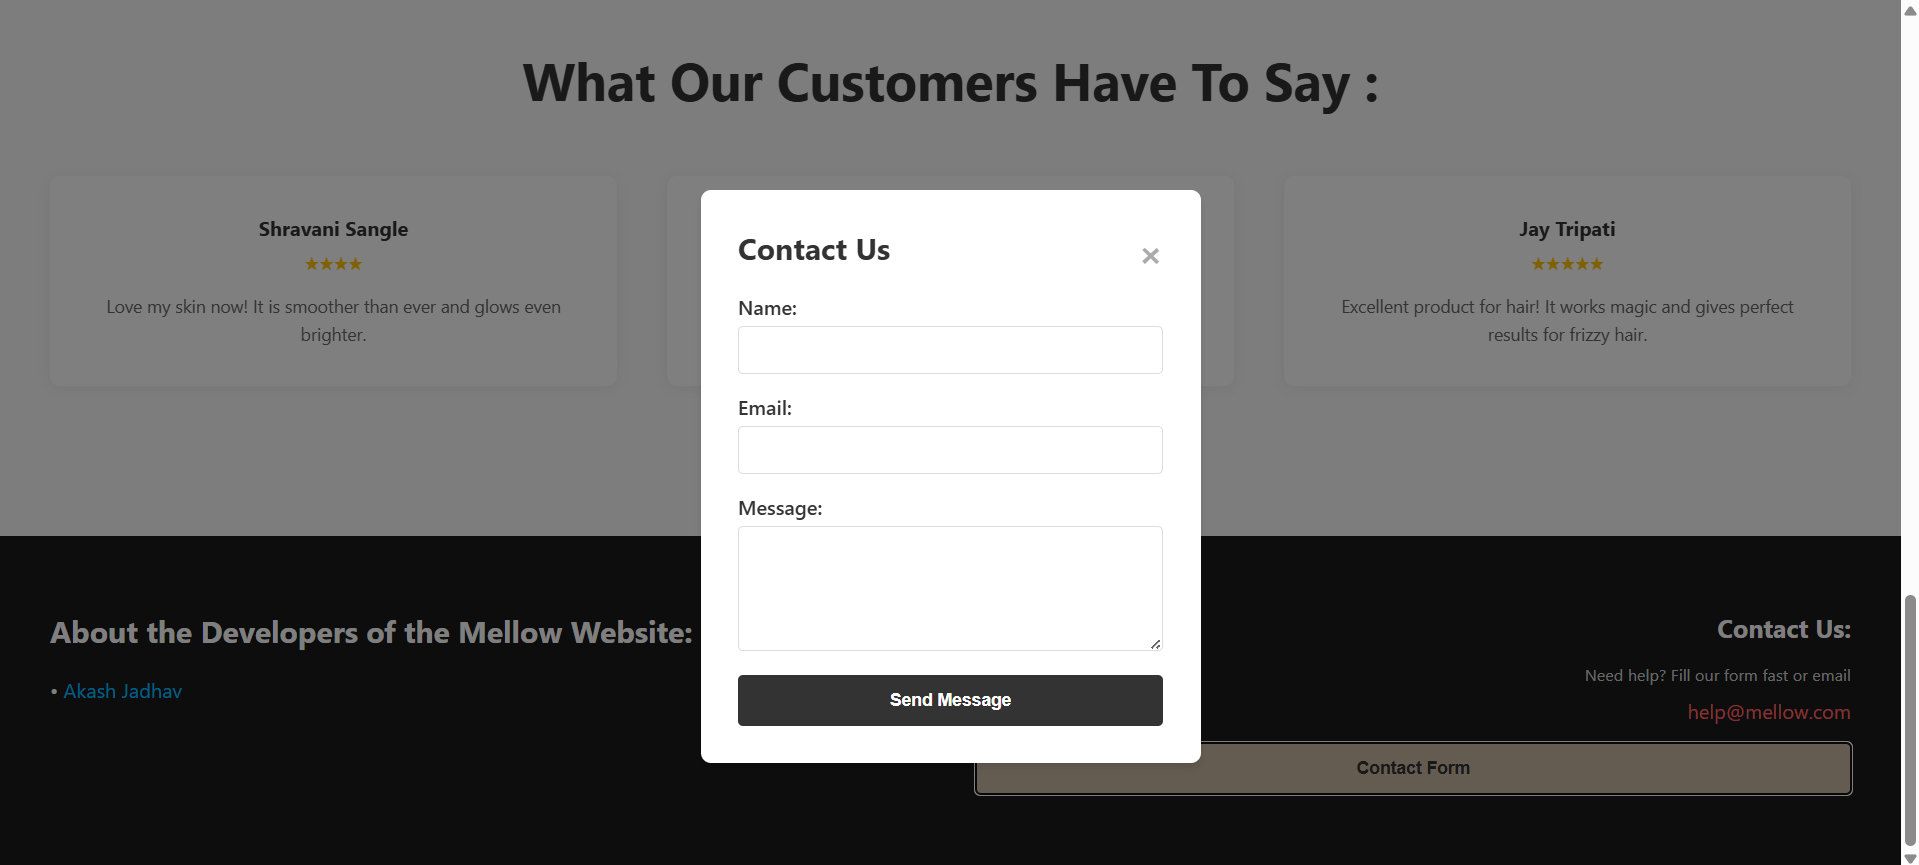 What Our Customers Have To Say :
Shravani Sangle
★★★★
Love my skin now! It is smoother than ever and glows even
brighter.
Jay Tripati
★★★★★
Excellent product for hair! It works magic and gives perfect
results for frizzy hair.
Contact Us
×
Name:
Email:
Message:
Send Message
About the Developers of the Mellow Website:
• Akash Jadhav
Contact Us:
Need help? Fill our form fast or email
help@mellow.com
Contact Form